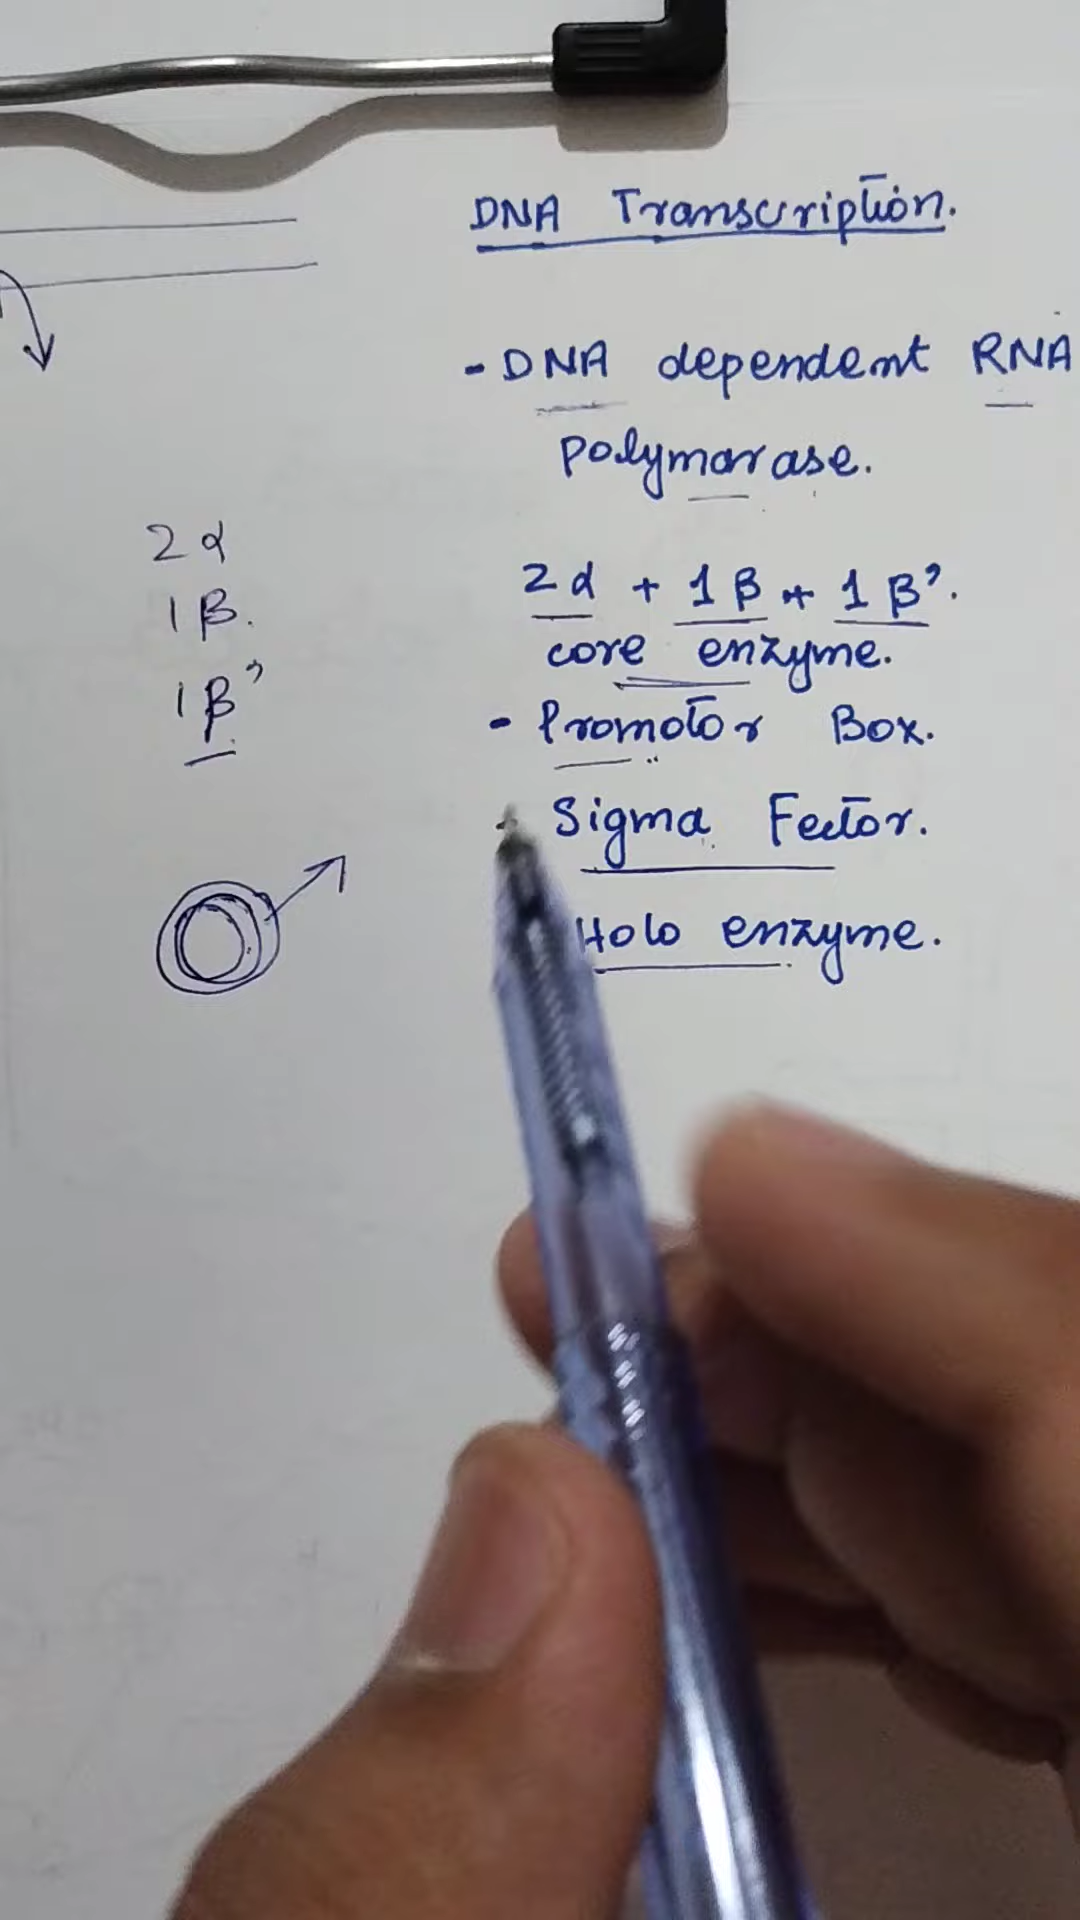 DNA Transcription.
- DNA dependent RNA
polymarase.
2α + 1β + 1β’.
core enzyme.
- Promotor Box.
Sigma Fector.
Holo enzyme.
2α
1β.
1β’